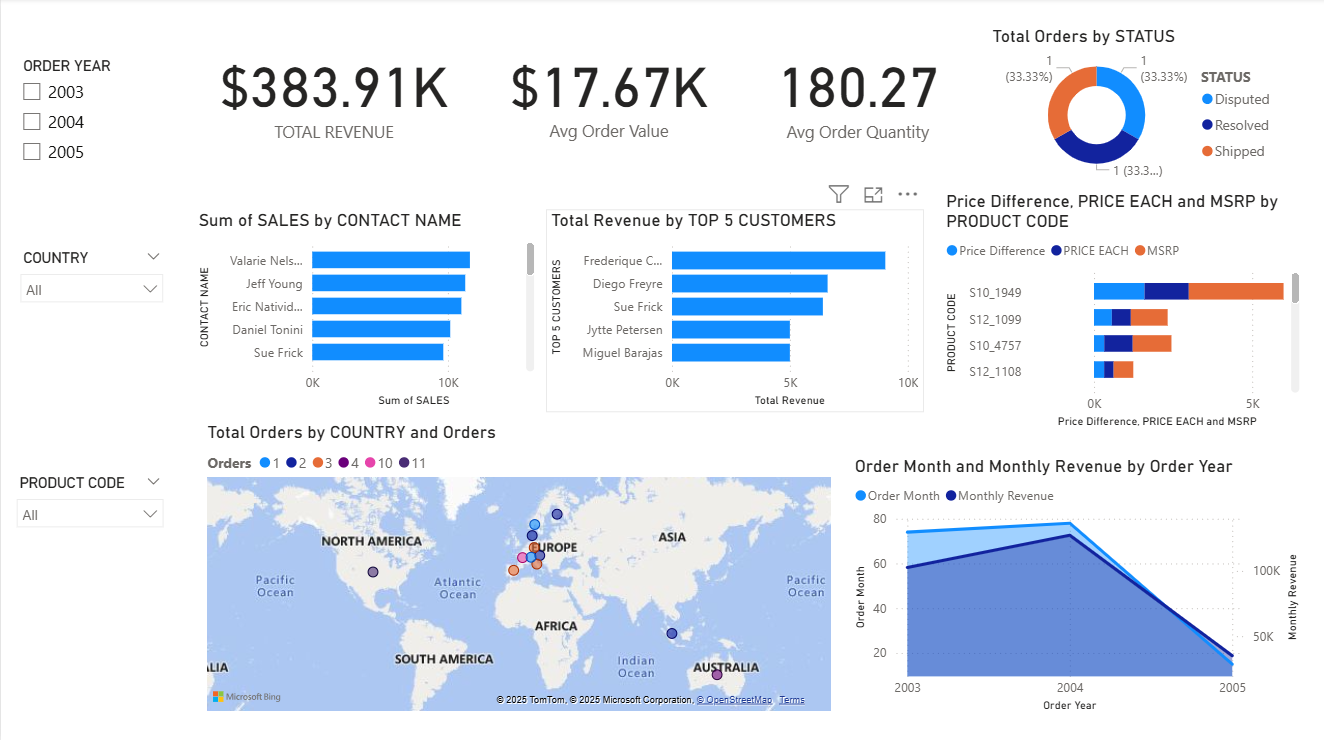 ORDER YEAR
2003
2004
2005
$383.91K
TOTAL REVENUE
$17.67K
Avg Order Value
180.27
Avg Order Quantity
Total Orders by STATUS
1
(33.33%)
1
(33.33%)
1 (33.3...)
STATUS
Disputed
Resolved
Shipped
COUNTRY
All
Sum of SALES by CONTACT NAME
CONTACT NAME
Valarie Nels...
Jeff Young
Eric Nativid...
Daniel Tonini
Sue Frick
0K 10K
Sum of SALES
Total Revenue by TOP 5 CUSTOMERS
TOP 5 CUSTOMERS
Frederique C...
Diego Freyre
Sue Frick
Jytte Petersen
Miguel Barajas
0K 5K 10K
Total Revenue
Price Difference, PRICE EACH and MSRP by
PRODUCT CODE
Price Difference PRICE EACH MSRP
PRODUCT CODE
S10_1949
S12_1099
S10_4757
S12_1108
0K 5K
Price Difference, PRICE EACH and MSRP
PRODUCT CODE
All
Total Orders by COUNTRY and Orders
Orders 1 2 3 4 10 11
NORTH AMERICA
EUROPE
ASIA
Pacific
Ocean
Atlantic
Ocean
Pacific
Ocean
AFRICA
SOUTH AMERICA
Indian
Ocean
AUSTRALIA
LIA
Microsoft Bing
© 2025 TomTom, © 2025 Microsoft Corporation, © OpenStreetMap Terms
Order Month and Monthly Revenue by Order Year
Order Month Monthly Revenue
Order Month
80
60
40
20
100K
50K
Monthly Revenue
2003 2004 2005
Order Year